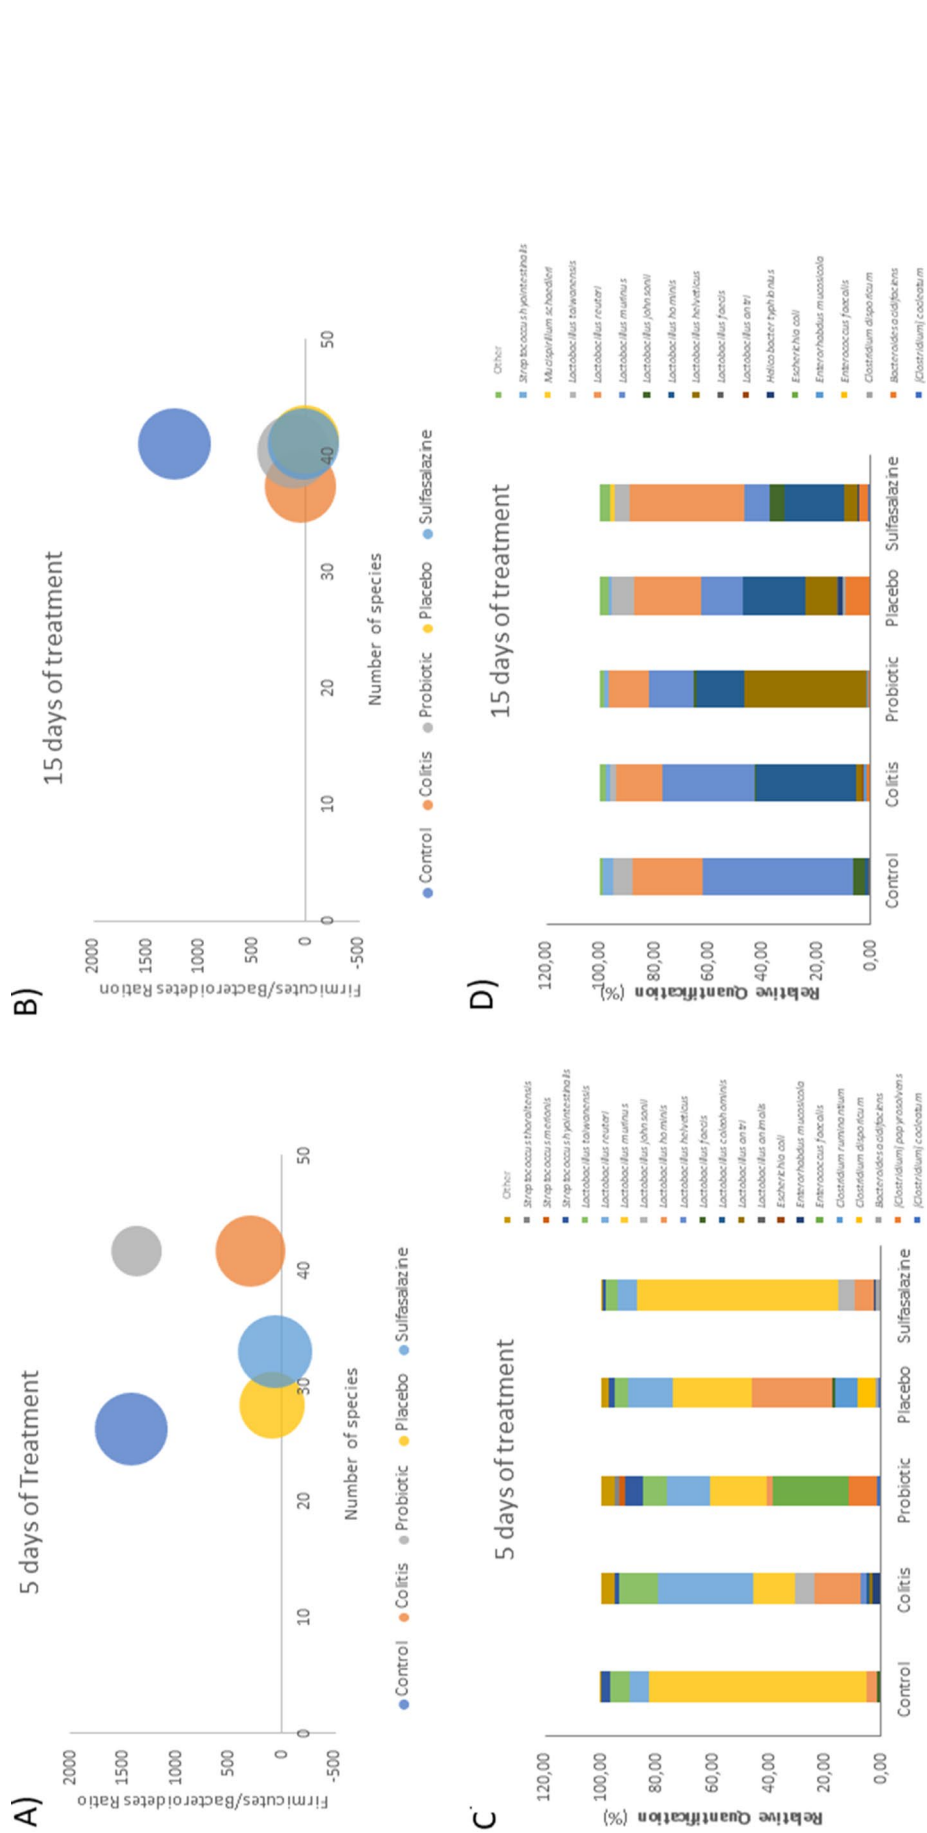 A)
5 days of Treatment
Firmicutes/Bacteroidetes Ratio
2000
1500
1000
500
0
-500
0
10
20
30
40
50
Number of species
Control
Colitis
Probiotic
Placebo
Sulfasalazine
B)
15 days of treatment
Firmicutes/Bacteroidetes Ration
2000
1500
1000
500
0
-500
0
10
20
30
40
50
Number of species
Control
Colitis
Probiotic
Placebo
Sulfasalazine
C
5 days of treatment
Relative Quantification (%)
120,00
100,00
80,00
60,00
40,00
20,00
0,00
Control
Colitis
Probiotic
Placebo
Sulfasalazine
Other
Streptococcus thoraltensis
Streptococcus merionis
Streptococcus hyointestinalis
Lactobacillus taiwanensis
Lactobacillus reuteri
Lactobacillus murinus
Lactobacillus johnsonii
Lactobacillus hominis
Lactobacillus helveticus
Lactobacillus faecis
Lactobacillus coleohominis
Lactobacillus antri
Lactobacillus animalis
Escherichia coli
Enterorhabdus mucosicola
Enterococcus faecalis
Clostridium ruminantium
Clostridium disporicum
Bacteroides acidifaciens
[Clostridium] papyrosolvens
[Clostridium] cocleatum
D)
15 days of treatment
Relative Quantification (%)
120,00
100,00
80,00
60,00
40,00
20,00
0,00
Control
Colitis
Probiotic
Placebo
Sulfasalazine
Other
Streptococcus hyointestinalis
Mucispirillum schaedleri
Lactobacillus taiwanensis
Lactobacillus reuteri
Lactobacillus murinus
Lactobacillus johnsonii
Lactobacillus hominis
Lactobacillus helveticus
Lactobacillus faecis
Lactobacillus antri
Helicobacter typhlonius
Escherichia coli
Enterorhabdus mucosicola
Enterococcus faecalis
Clostridium disporicum
Bacteroides acidifaciens
[Clostridium] cocleatum